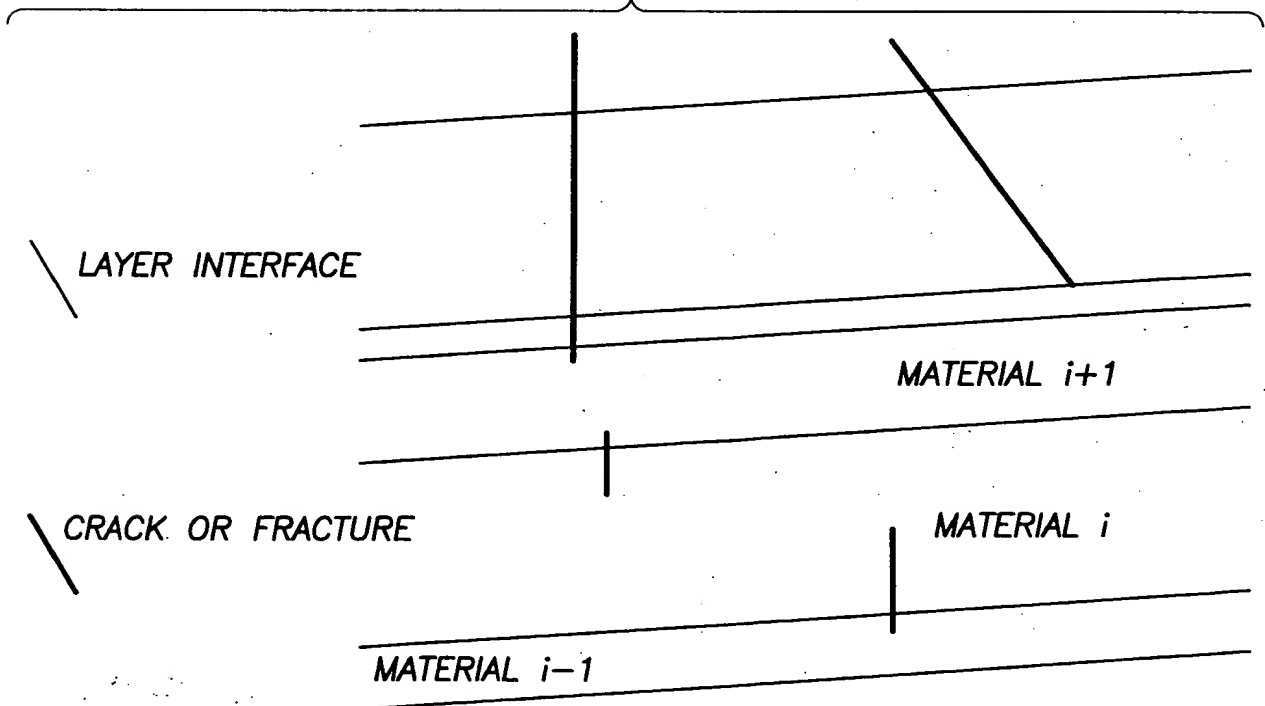 LAYER INTERFACE
MATERIAL i+1
CRACK OR FRACTURE
MATERIAL i
MATERIAL i-1